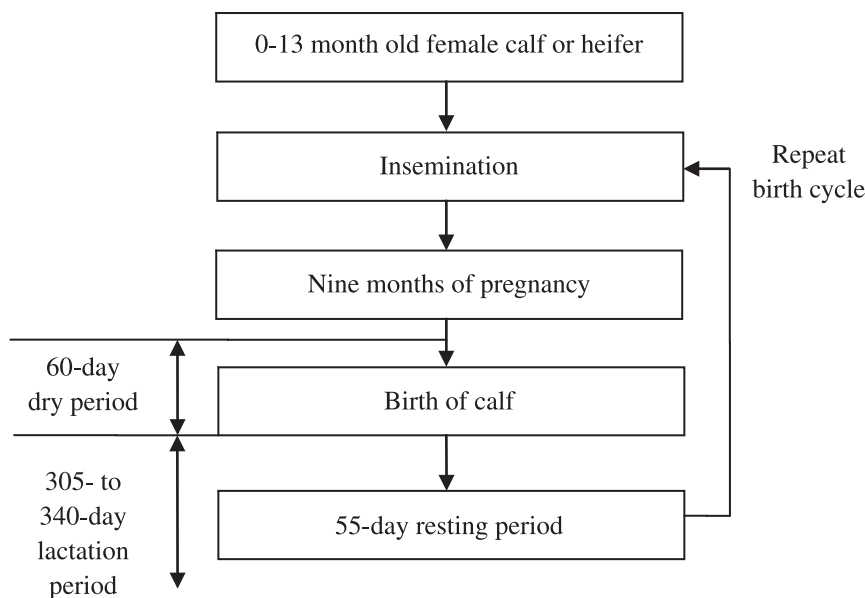 0-13 month old female calf or heifer
Insemination
Repeat
birth cycle
Nine months of pregnancy
60-day
dry period
Birth of calf
305- to
340-day
lactation
period
55-day resting period